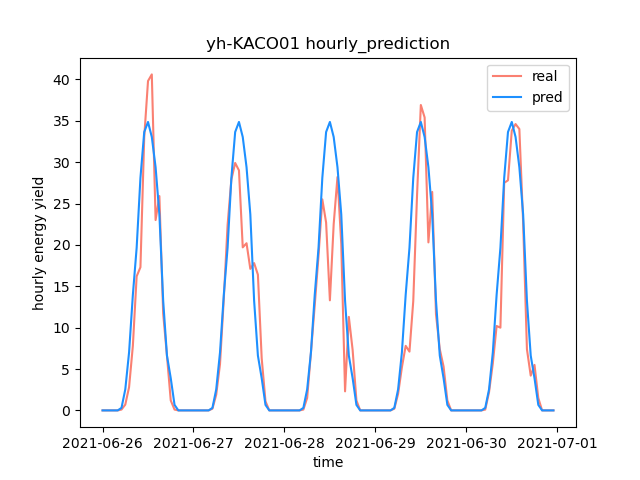 yh-KACO01 hourly_prediction
real
pred
hourly energy yield
40
35
30
25
20
15
10
5
0
2021-06-26 2021-06-27 2021-06-28 2021-06-29 2021-06-30 2021-07-01
time